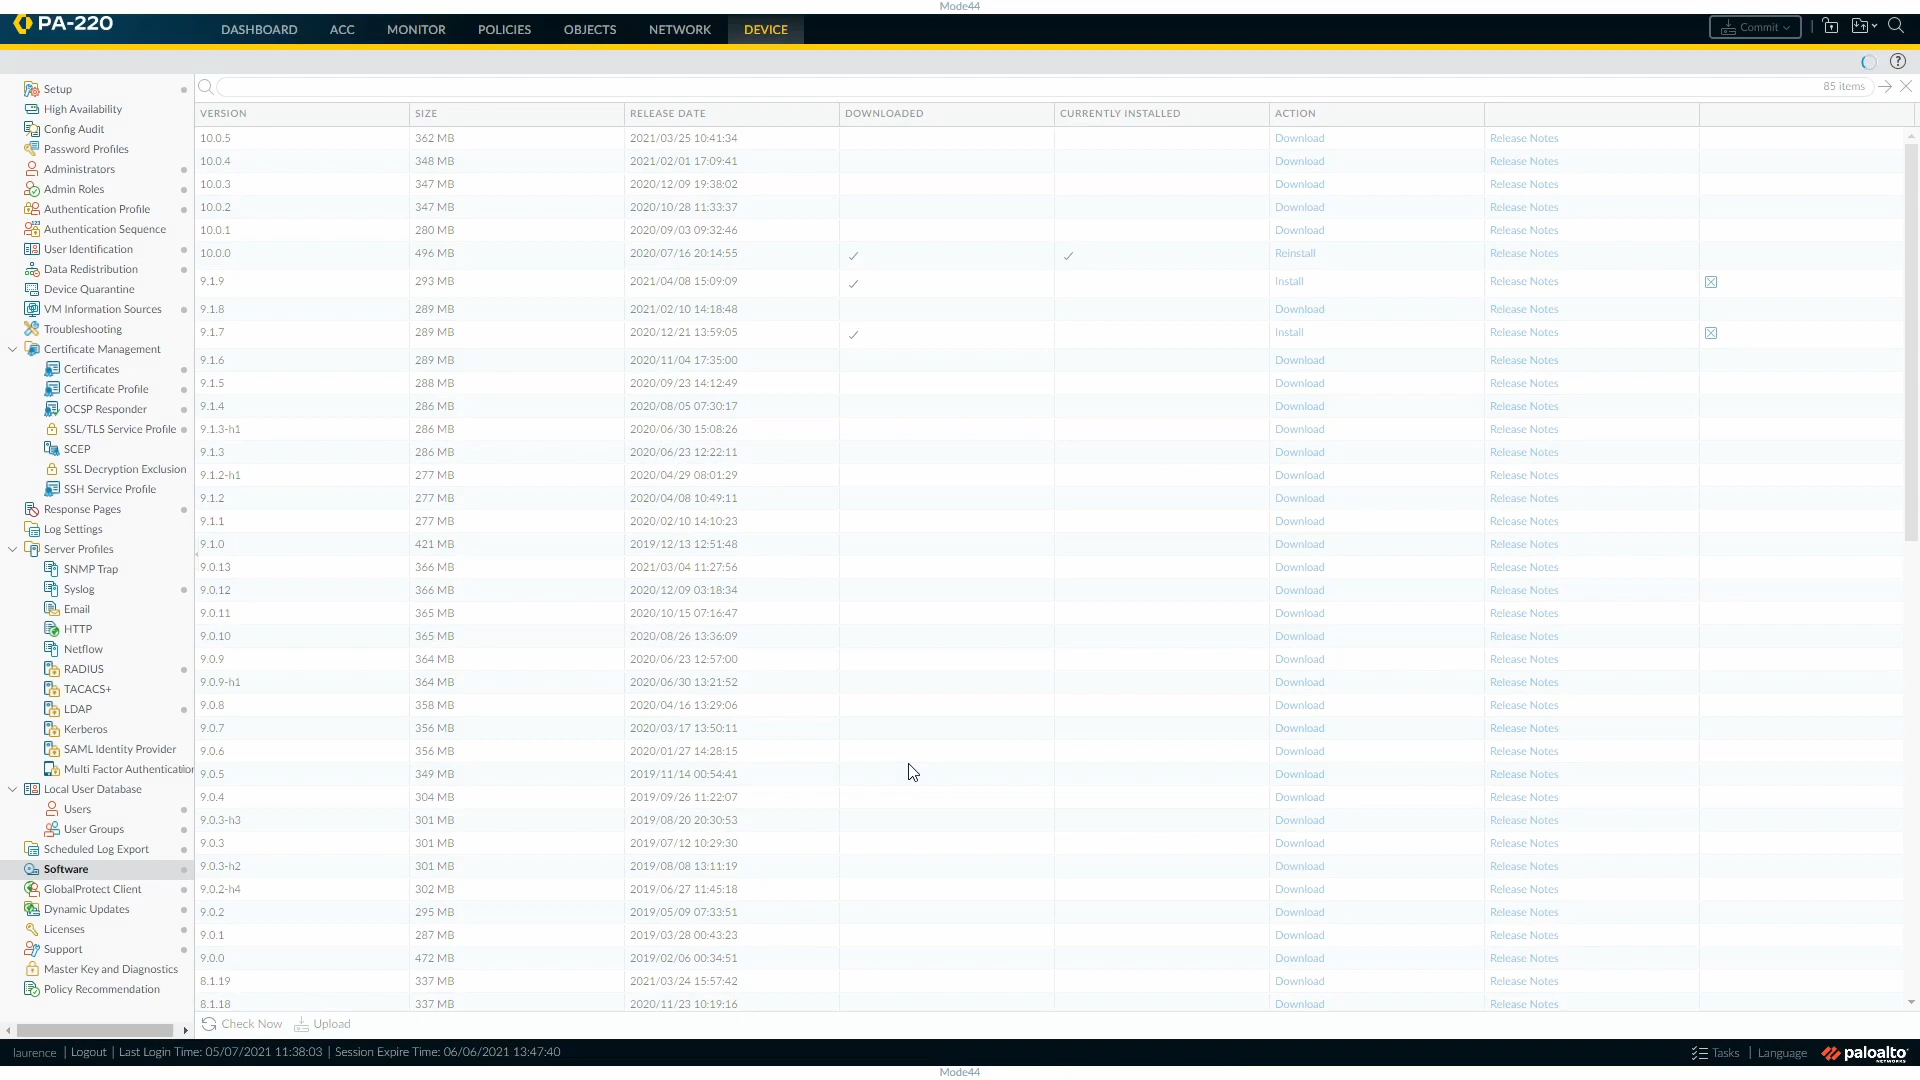 Mode44
PA-220 DASHBOARD ACC MONITOR POLICIES OBJECTS NETWORK DEVICE Commit
85 items
Setup
High Availability
Config Audit
Password Profiles
Administrators
Admin Roles
Authentication Profile
Authentication Sequence
User Identification
Data Redistribution
Device Quarantine
VM Information Sources
Troubleshooting
Certificate Management
Certificates
Certificate Profile
OCSP Responder
SSL/TLS Service Profile
SCEP
SSL Decryption Exclusion
SSH Service Profile
Response Pages
Log Settings
Server Profiles
SNMP Trap
Syslog
Email
HTTP
Netflow
RADIUS
TACACS+
LDAP
Kerberos
SAML Identity Provider
Multi Factor Authentication
Local User Database
Users
User Groups
Scheduled Log Export
Software
GlobalProtect Client
Dynamic Updates
Licenses
Support
Master Key and Diagnostics
Policy Recommendation
VERSION SIZE RELEASE DATE DOWNLOADED CURRENTLY INSTALLED ACTION
10.0.5 362 MB 2021/03/25 10:41:34 Download Release Notes
10.0.4 348 MB 2021/02/01 17:09:41 Download Release Notes
10.0.3 347 MB 2020/12/09 19:38:02 Download Release Notes
10.0.2 347 MB 2020/10/28 11:33:37 Download Release Notes
10.0.1 280 MB 2020/09/03 09:32:46 Download Release Notes
10.0.0 496 MB 2020/07/16 20:14:55 ✓ ✓ Reinstall Release Notes
9.1.9 293 MB 2021/04/08 15:09:09 ✓ Install Release Notes
9.1.8 289 MB 2021/02/10 14:18:48 Download Release Notes
9.1.7 289 MB 2020/12/21 13:59:05 ✓ Install Release Notes
9.1.6 289 MB 2020/11/04 17:35:00 Download Release Notes
9.1.5 288 MB 2020/09/23 14:12:49 Download Release Notes
9.1.4 286 MB 2020/08/05 07:30:17 Download Release Notes
9.1.3-h1 286 MB 2020/06/30 15:08:26 Download Release Notes
9.1.3 286 MB 2020/06/23 12:22:11 Download Release Notes
9.1.2-h1 277 MB 2020/04/29 08:01:29 Download Release Notes
9.1.2 277 MB 2020/04/08 10:49:11 Download Release Notes
9.1.1 277 MB 2020/02/10 14:10:23 Download Release Notes
9.1.0 421 MB 2019/12/13 12:51:48 Download Release Notes
9.0.13 366 MB 2021/03/04 11:27:56 Download Release Notes
9.0.12 366 MB 2020/12/09 03:18:34 Download Release Notes
9.0.11 365 MB 2020/10/15 07:16:47 Download Release Notes
9.0.10 365 MB 2020/08/26 13:36:09 Download Release Notes
9.0.9 364 MB 2020/06/23 12:57:00 Download Release Notes
9.0.9-h1 364 MB 2020/06/30 13:21:52 Download Release Notes
9.0.8 358 MB 2020/04/16 13:29:06 Download Release Notes
9.0.7 356 MB 2020/03/17 13:50:11 Download Release Notes
9.0.6 356 MB 2020/01/27 14:28:15 Download Release Notes
9.0.5 349 MB 2019/11/14 00:54:41 Download Release Notes
9.0.4 304 MB 2019/09/26 11:22:07 Download Release Notes
9.0.3-h3 301 MB 2019/08/20 20:30:53 Download Release Notes
9.0.3 301 MB 2019/07/12 10:29:30 Download Release Notes
9.0.3-h2 301 MB 2019/08/08 13:11:19 Download Release Notes
9.0.2-h4 302 MB 2019/06/27 11:45:18 Download Release Notes
9.0.2 295 MB 2019/05/09 07:33:51 Download Release Notes
9.0.1 287 MB 2019/03/28 00:43:23 Download Release Notes
9.0.0 472 MB 2019/02/06 00:34:51 Download Release Notes
8.1.19 337 MB 2021/03/24 15:57:42 Download Release Notes
8.1.18 337 MB 2020/11/23 10:19:16 Download Release Notes
Check Now Upload
laurence | Logout | Last Login Time: 05/07/2021 11:38:03 | Session Expire Time: 06/06/2021 13:47:40 Tasks | Language paloalto NETWORKS
Mode44